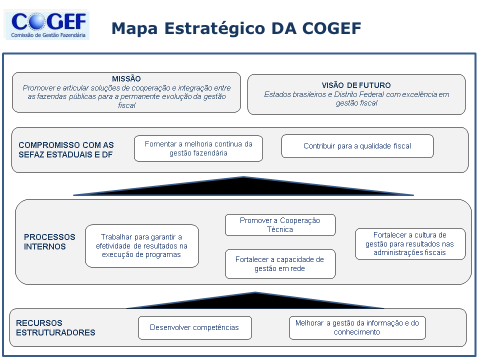 COGEF
Comissão de Gestão Fazendária
Mapa Estratégico DA COGEF
MISSÃO
Promover e articular soluções de cooperação e integração entre
as fazendas públicas para a permanente evolução da gestão
fiscal
VISÃO DE FUTURO
Estados brasileiros e Distrito Federal com excelência em
gestão fiscal
COMPROMISSO COM AS
SEFAZ ESTADUAIS E DF
Fomentar a melhoria contínua da
gestão fazendária
Contribuir para a qualidade fiscal
PROCESSOS
INTERNOS
Trabalhar para garantir a
efetividade de resultados na
execução de programas
Promover a Cooperação
Técnica
Fortalecer a capacidade de
gestão em rede
Fortalecer a cultura de
gestão para resultados nas
administrações fiscais
RECURSOS
ESTRUTURADORES
Desenvolver competências
Melhorar a gestão da informação e do
conhecimento